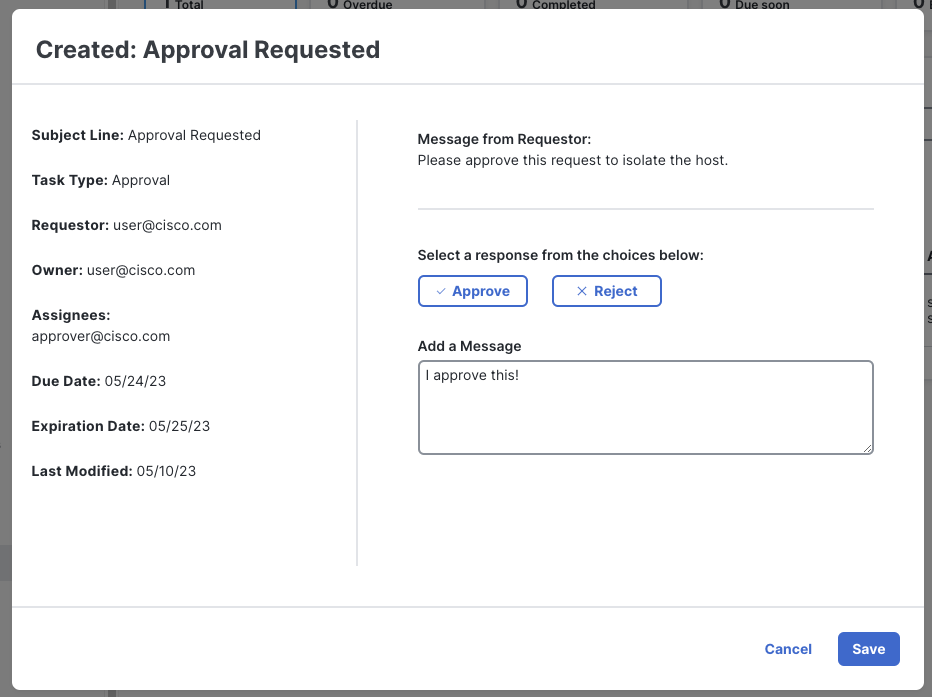 Total
0 Overdue
0 Completed
0 Due soon
Created: Approval Requested
Subject Line: Approval Requested
Task Type: Approval
Requestor: user@cisco.com
Owner: user@cisco.com
Assignees:
approver@cisco.com
Due Date: 05/24/23
Expiration Date: 05/25/23
Last Modified: 05/10/23
Message from Requestor:
Please approve this request to isolate the host.
Select a response from the choices below:
Approve
Reject
Add a Message
I approve this!
Cancel
Save